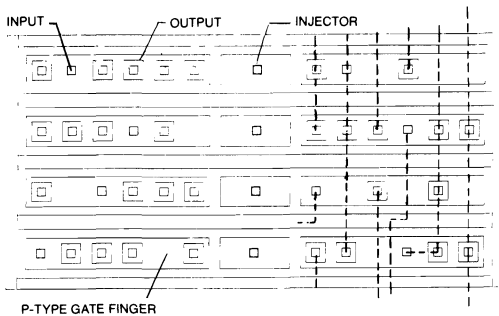 INPUT
OUTPUT
INJECTOR
P-TYPE GATE FINGER